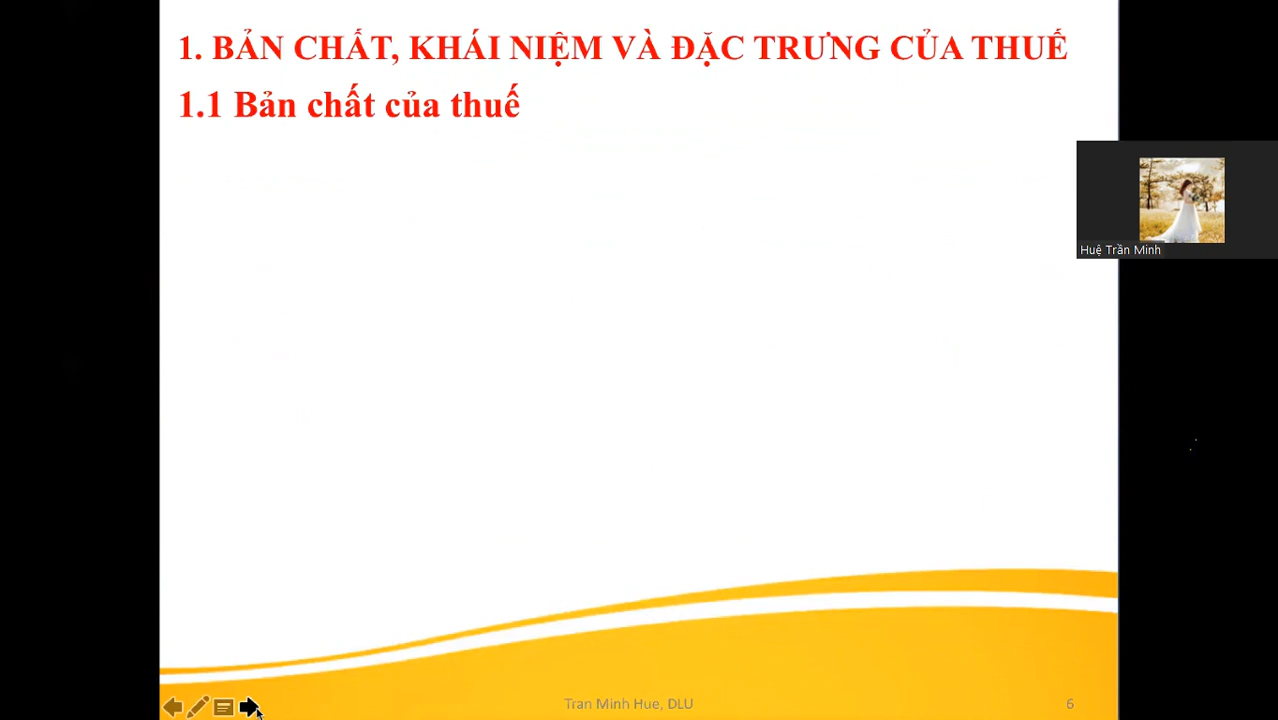 1. BẢN CHẤT, KHÁI NIỆM VÀ ĐẶC TRƯNG CỦA THUẾ
1.1 Bản chất của thuế
Huệ Trần Minh
Tran Minh Hue, DLU
6